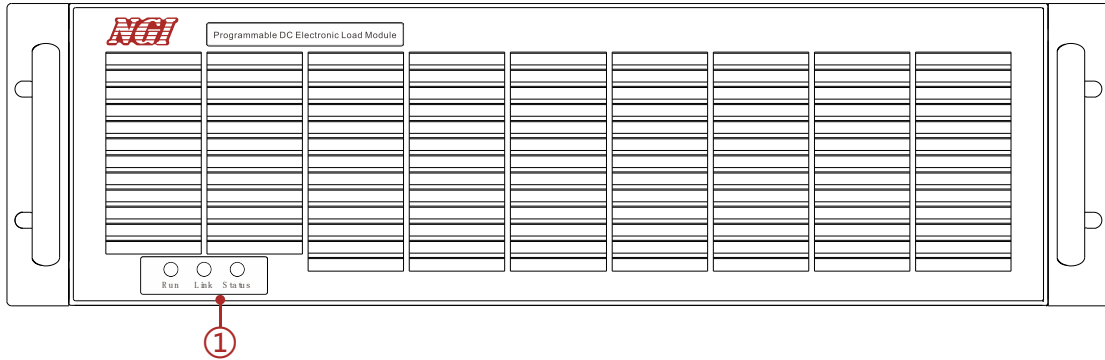 NGI
Programmable DC Electronic Load Module
Run Link Status
①